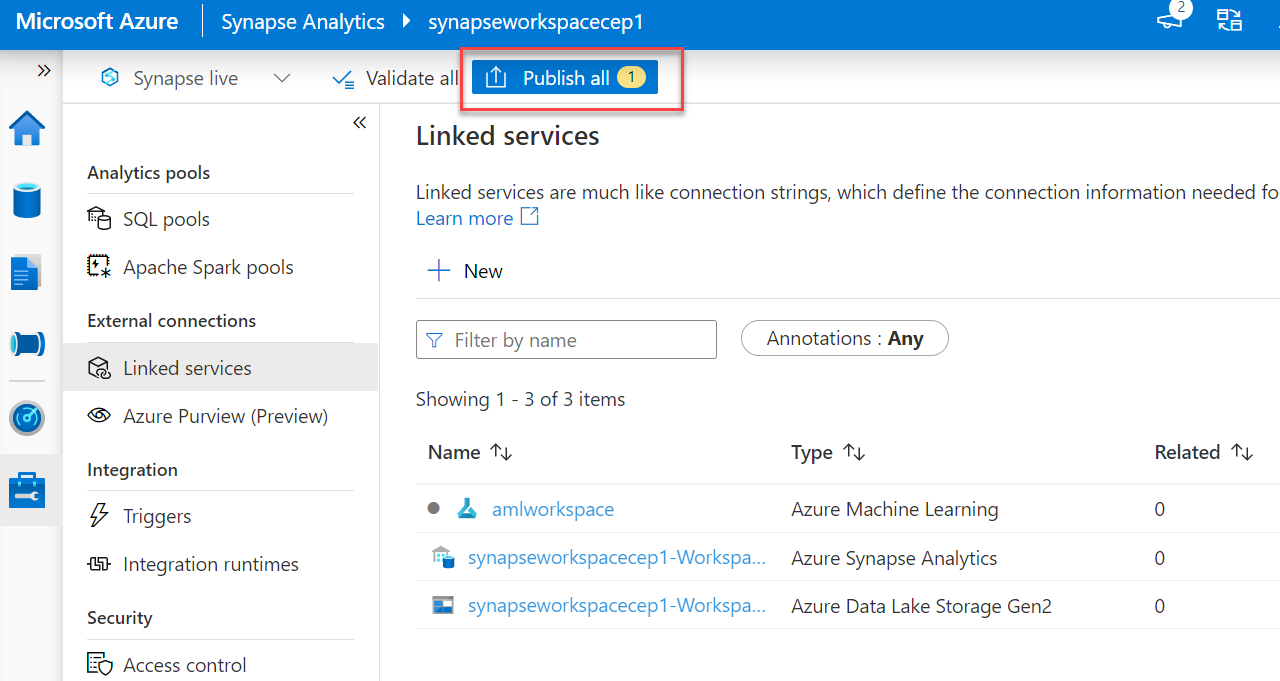 Microsoft Azure
Synapse Analytics
synapseworkspacecep1
2
Synapse live
Validate all
Publish all
1
Analytics pools
SQL pools
Apache Spark pools
External connections
Linked services
Azure Purview (Preview)
Integration
Triggers
Integration runtimes
Security
Access control
Linked services
Linked services are much like connection strings, which define the connection information needed fo
Learn more
New
Filter by name
Annotations : Any
Showing 1 - 3 of 3 items
Name Type Related
amlworkspace Azure Machine Learning 0
synapseworkspacecep1-Workspa... Azure Synapse Analytics 0
synapseworkspacecep1-Workspa... Azure Data Lake Storage Gen2 0